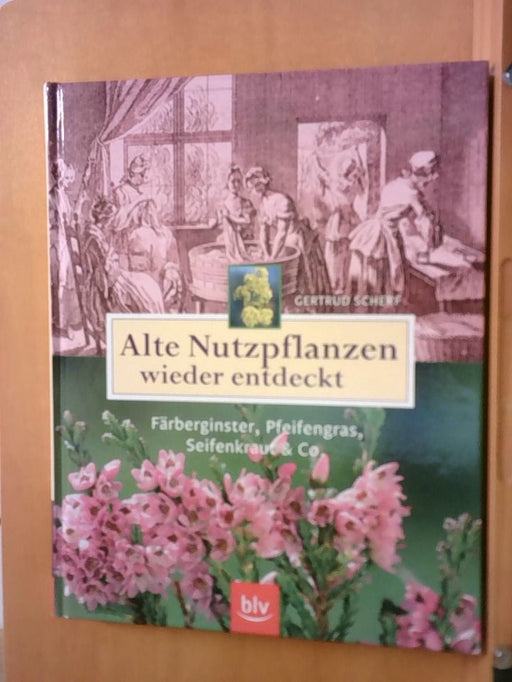 GERTRUD SCHERF
Alte Nutzpflanzen
wieder entdeckt
Färberginster, Pfeifengras,
Seifenkraut & Co
blv